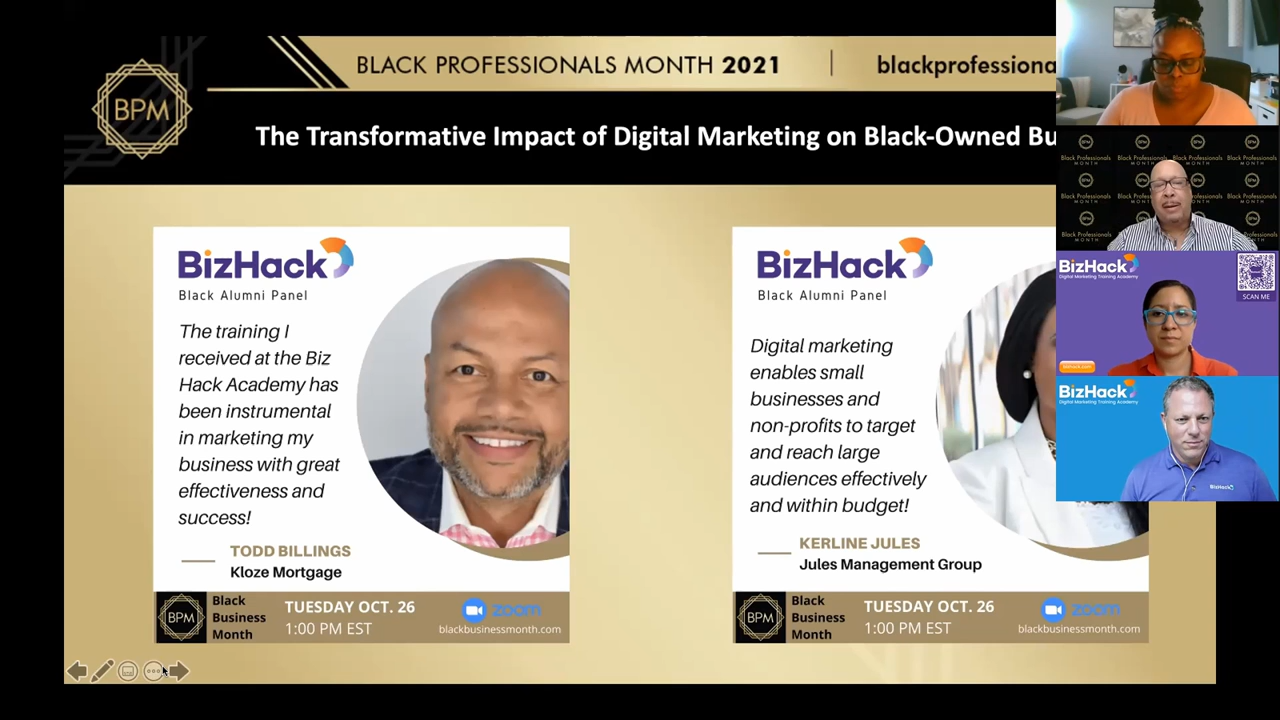 BLACK PROFESSIONALS MONTH 2021 | blackprofessiona
BPM
The Transformative Impact of Digital Marketing on Black-Owned Bu
BizHack
Black Alumni Panel
The training I
received at the Biz
Hack Academy has
been instrumental
in marketing my
business with great
effectiveness and
success!
TODD BILLINGS
Kloze Mortgage
BPM
Black
Business
Month
TUESDAY OCT. 26
1:00 PM EST
zoom
blackbusinessmonth.com
BizHack
Black Alumni Panel
Digital marketing
enables small
businesses and
non-profits to target
and reach large
audiences effectively
and within budget!
KERLINE JULES
Jules Management Group
BPM
Black
Business
Month
TUESDAY OCT. 26
1:00 PM EST
zoom
blackbusinessmonth.com
Black Professionals
MONTH
BizHack
Digital Marketing Training Academy
SCAN ME
BizHack
Digital Marketing Training Academy
BizHack